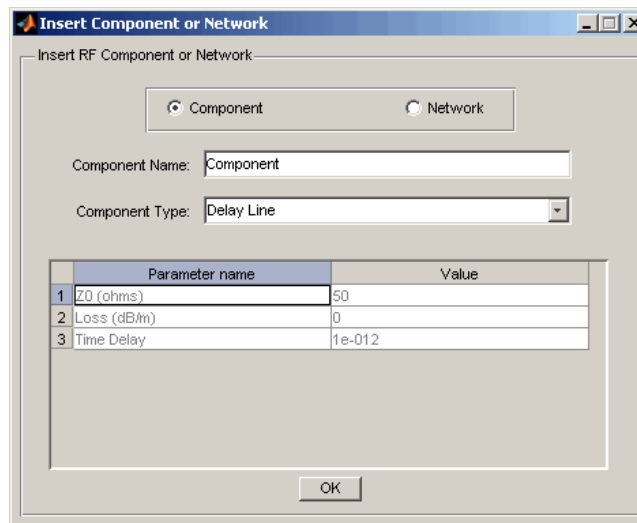 Insert Component or Network
Insert RF Component or Network
Component Network
Component Name: Component
Component Type: Delay Line
Parameter name Value
1 Z0 (ohms) 50
2 Loss (dB/m) 0
3 Time Delay 1e-012
OK